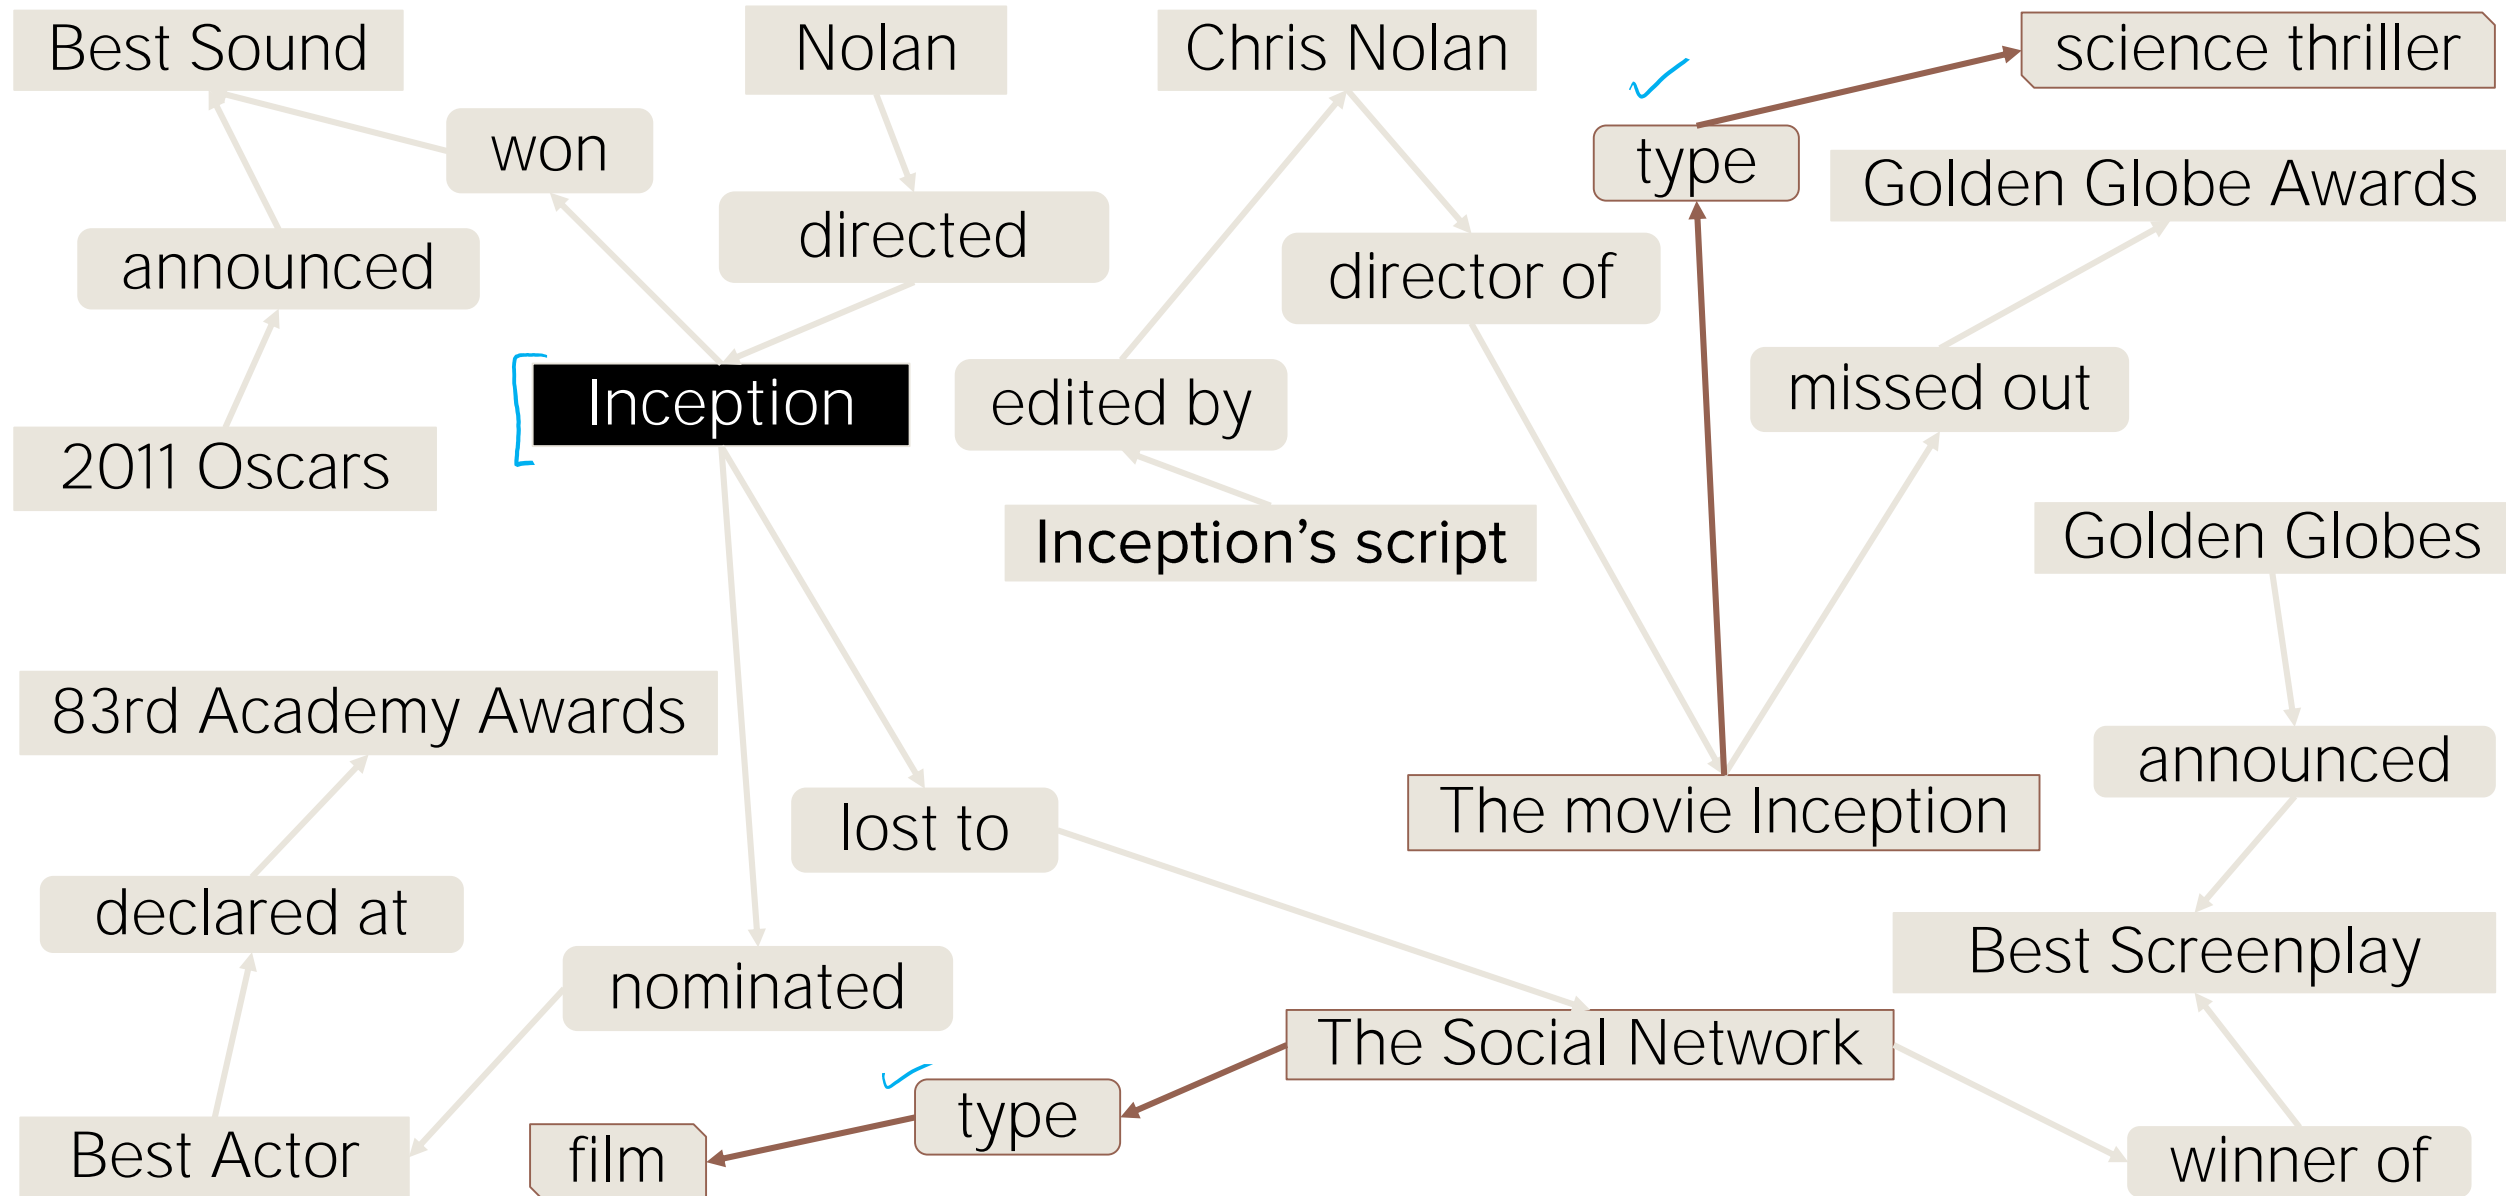 Best Sound
Nolan
Chris Nolan
science thriller
won
type
Golden Globe Awards
directed
announced
director of
Inception
edited by
missed out
2011 Oscars
Inception's script
Golden Globes
83rd Academy Awards
announced
The movie Inception
lost to
declared at
Best Screenplay
nominated
The Social Network
type
Best Actor
film
winner of